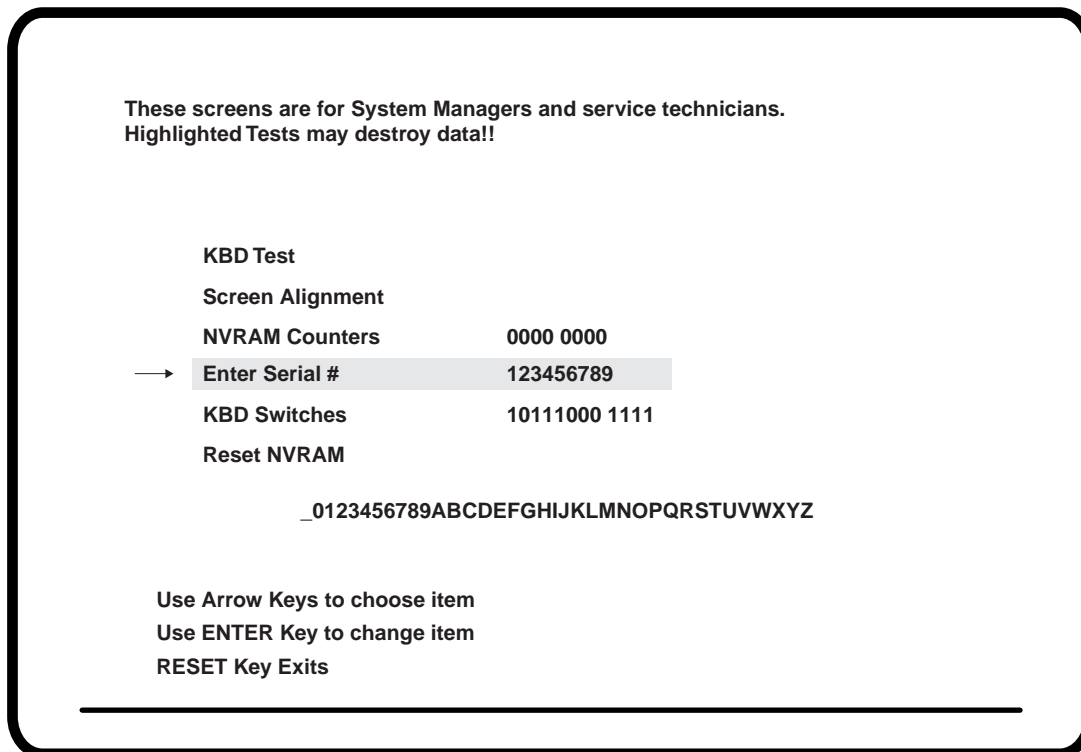 These screens are for System Managers and service technicians.
Highlighted Tests may destroy data!!
KBD Test
Screen Alignment
NVRAM Counters 0000 0000
Enter Serial # 123456789
KBD Switches 10111000 1111
Reset NVRAM
_0123456789ABCDEFGHIJKLMNOPQRSTUVWXYZ
Use Arrow Keys to choose item
Use ENTER Key to change item
RESET Key Exits